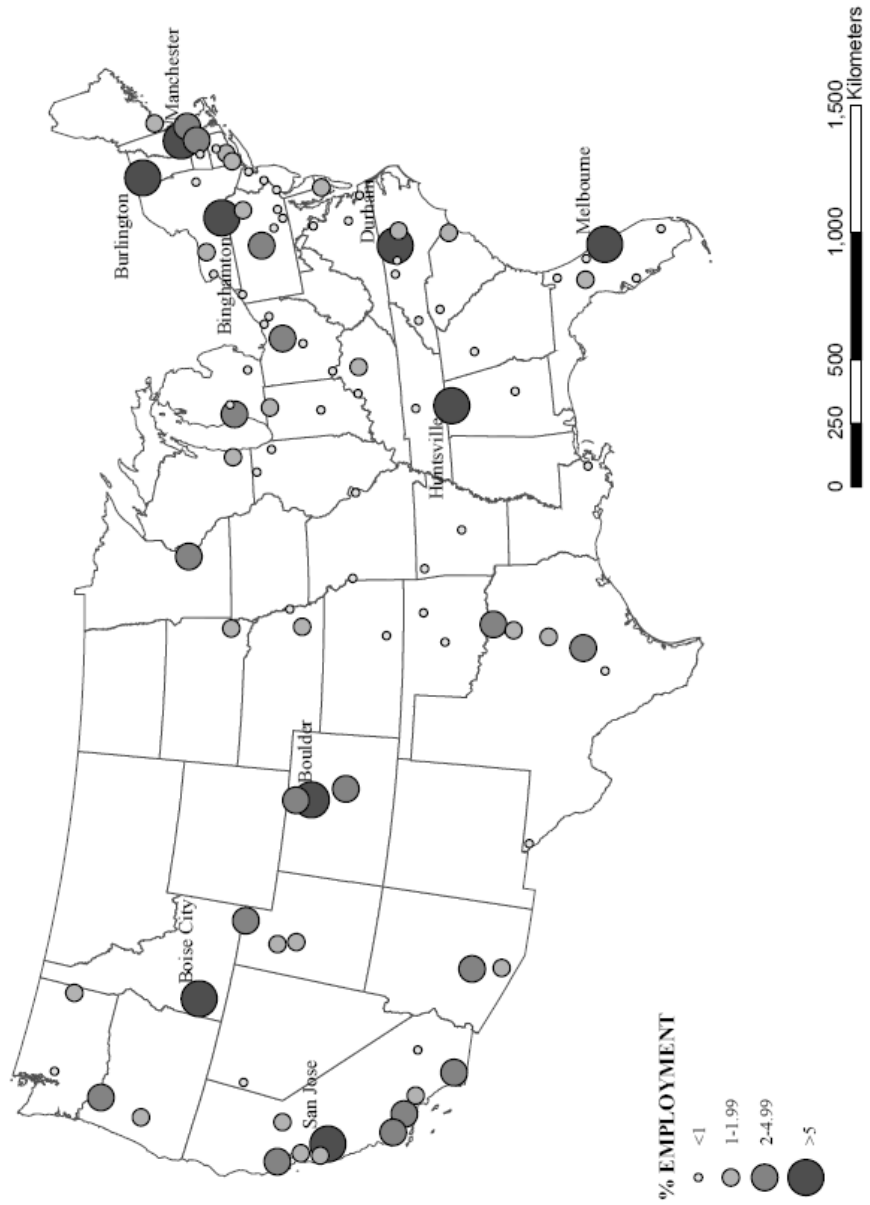 Manchester
Burlington
Binghamton
Durham
Melbourne
Huntsville
Boulder
Boise City
San Jose
% EMPLOYMENT
<1
1-1.99
2-4.99
>5
0 250 500 1,000 1,500
Kilometers